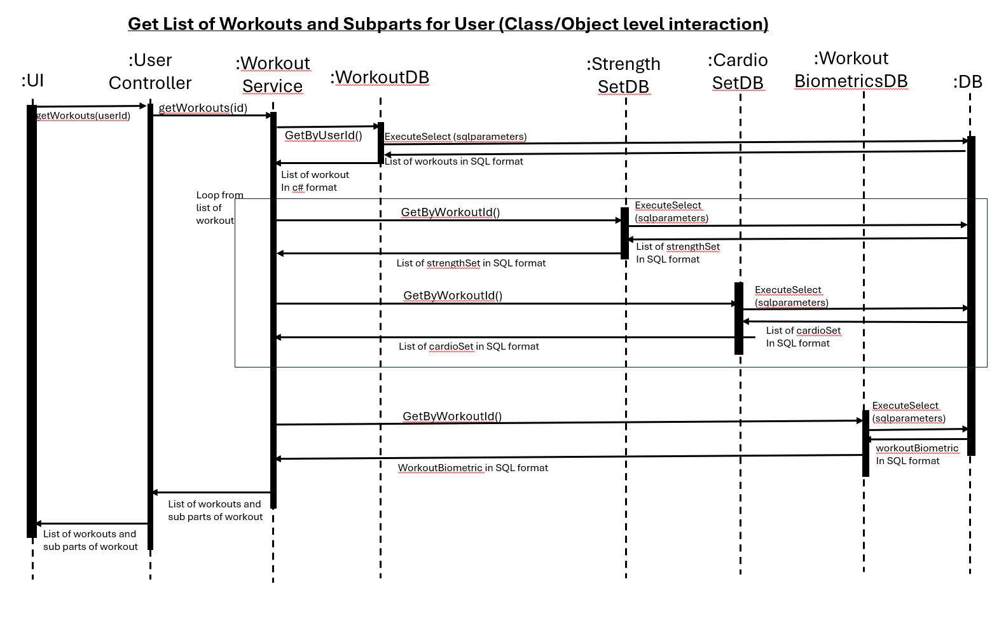 Get List of Workouts and Subparts for User (Class/Object level interaction)
:UI
:User
Controller
:Workout
Service
:WorkoutDB
:Strength
SetDB
:Cardio
SetDB
:Workout
BiometricsDB
:DB
getWorkouts(userId)
getWorkouts(id)
GetByUserId()
ExecuteSelect (sqlparameters)
List of workouts in SQL format
List of workout
In c# format
Loop from
list of
workout
GetByWorkoutId()
ExecuteSelect
(sqlparameters)
List of strengthSet
In SQL format
List of strengthSet in SQL format
GetByWorkoutId()
ExecuteSelect
(sqlparameters)
List of cardioSet
In SQL format
List of cardioSet in SQL format
GetByWorkoutId()
ExecuteSelect
(sqlparameters)
workoutBiometric
In SQL format
WorkoutBiometric in SQL format
List of workouts and
sub parts of workout
List of workouts and
sub parts of workout